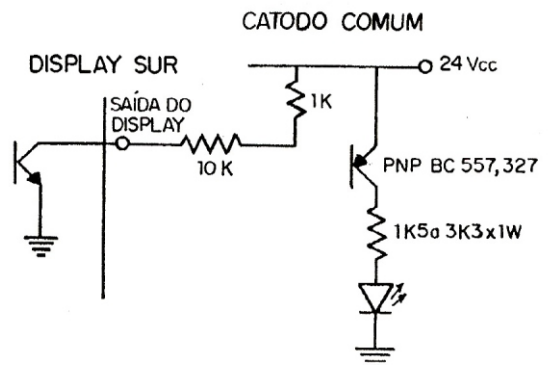 CATODO COMUM
DISPLAY SUR
24 Vcc
SAÍDA DO
DISPLAY
1K
10 K
PNP BC 557,327
1K5a 3K3x1W